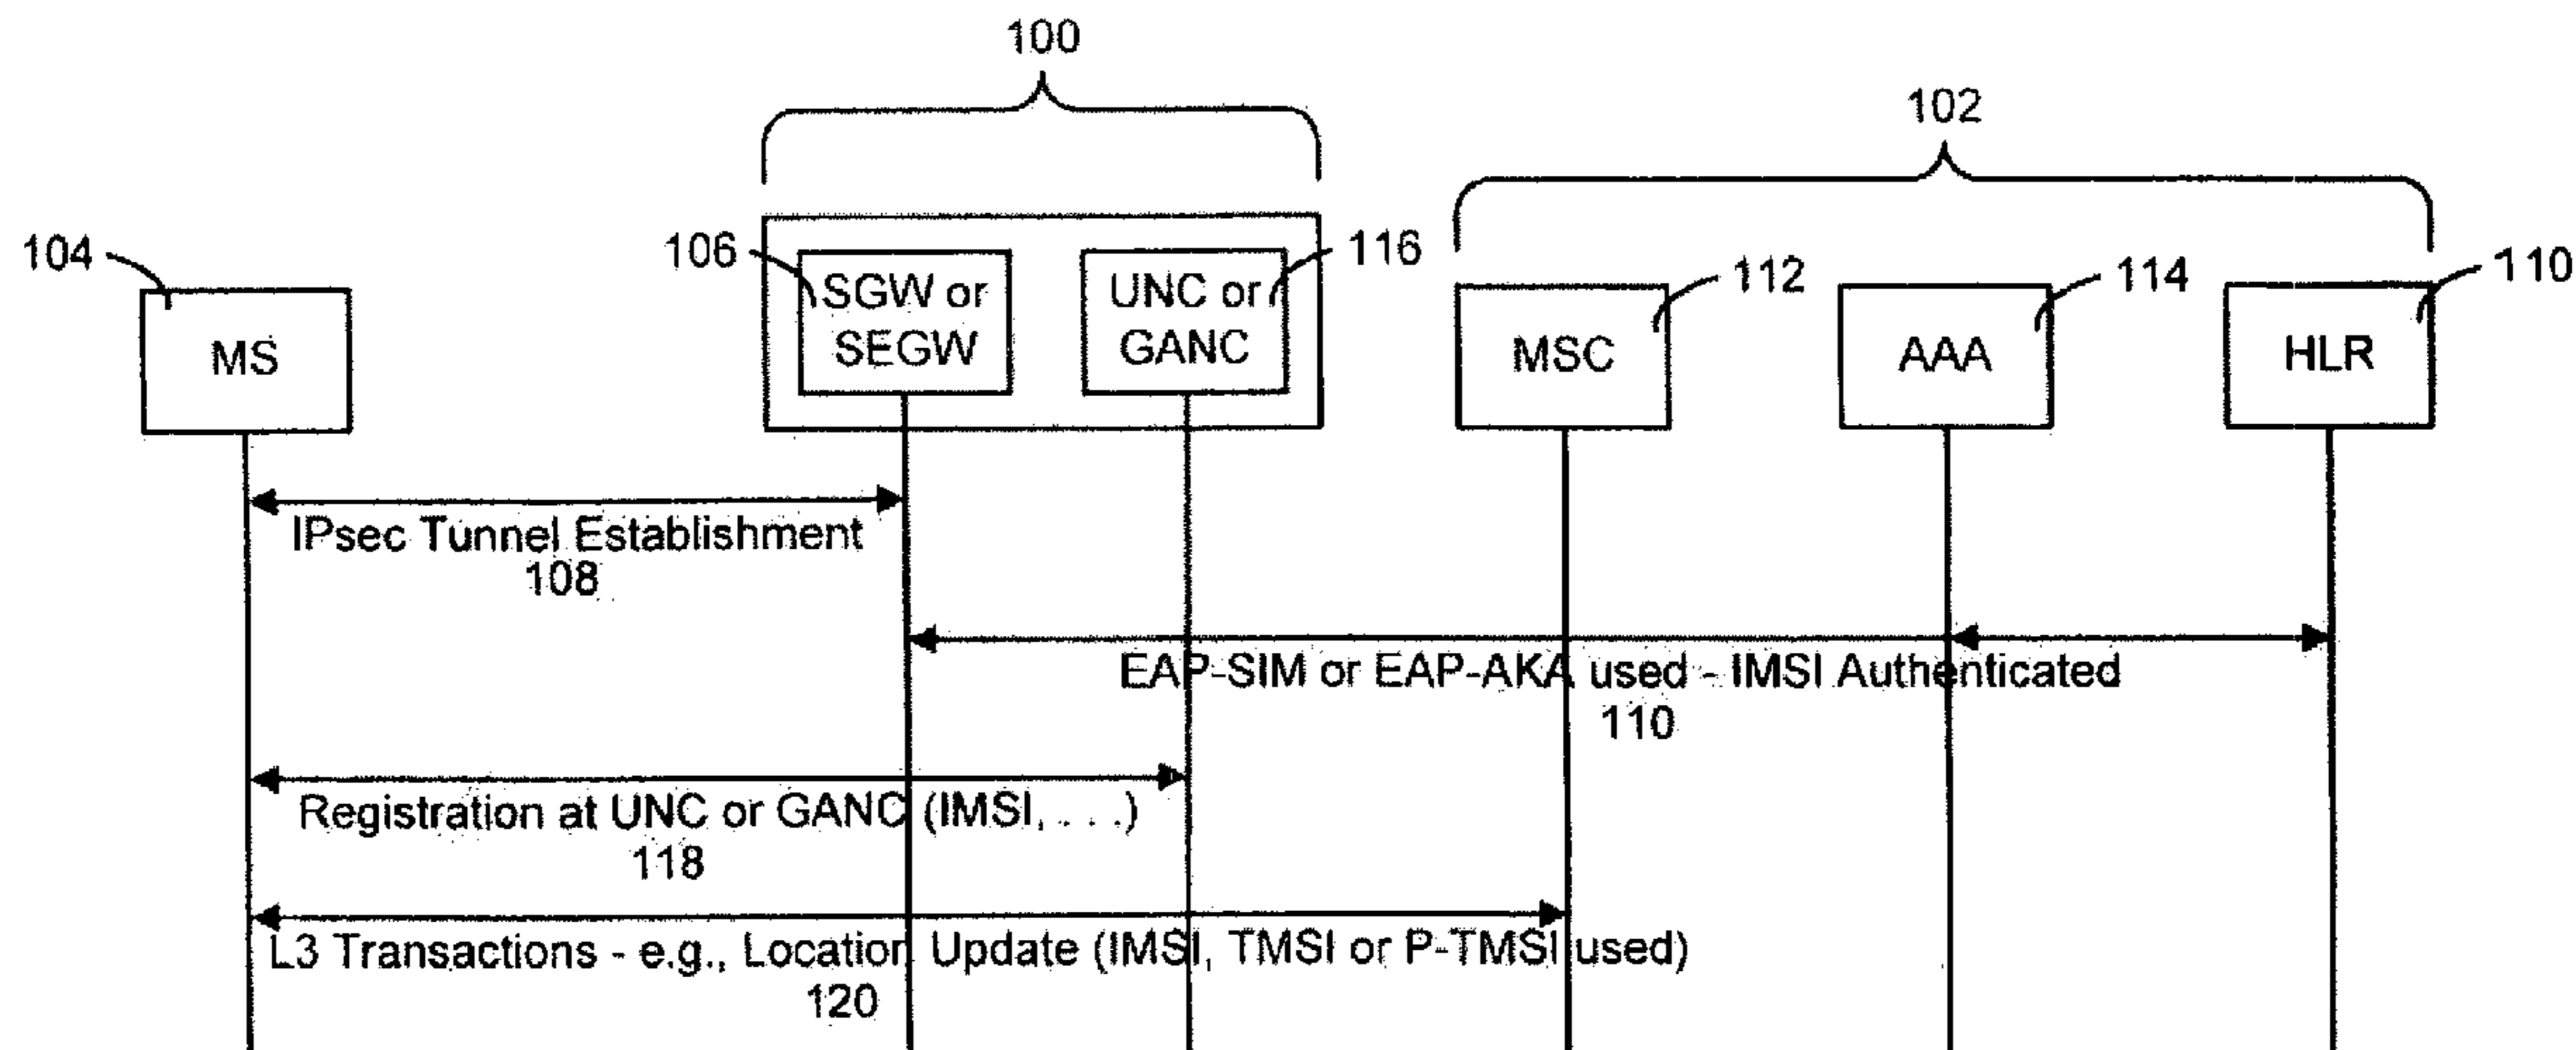 100
102
104
106
116
112
114
110
MS
SGW or
SEGW
UNC or
GANC
MSC
AAA
HLR
IPsec Tunnel Establishment
108
EAP-SIM or EAP-AKA used - IMSI Authenticated
110
Registration at UNC or GANC (IMSI, . . .)
118
L3 Transactions - e.g., Location Update (IMSI, TMSI or P-TMSI used)
120